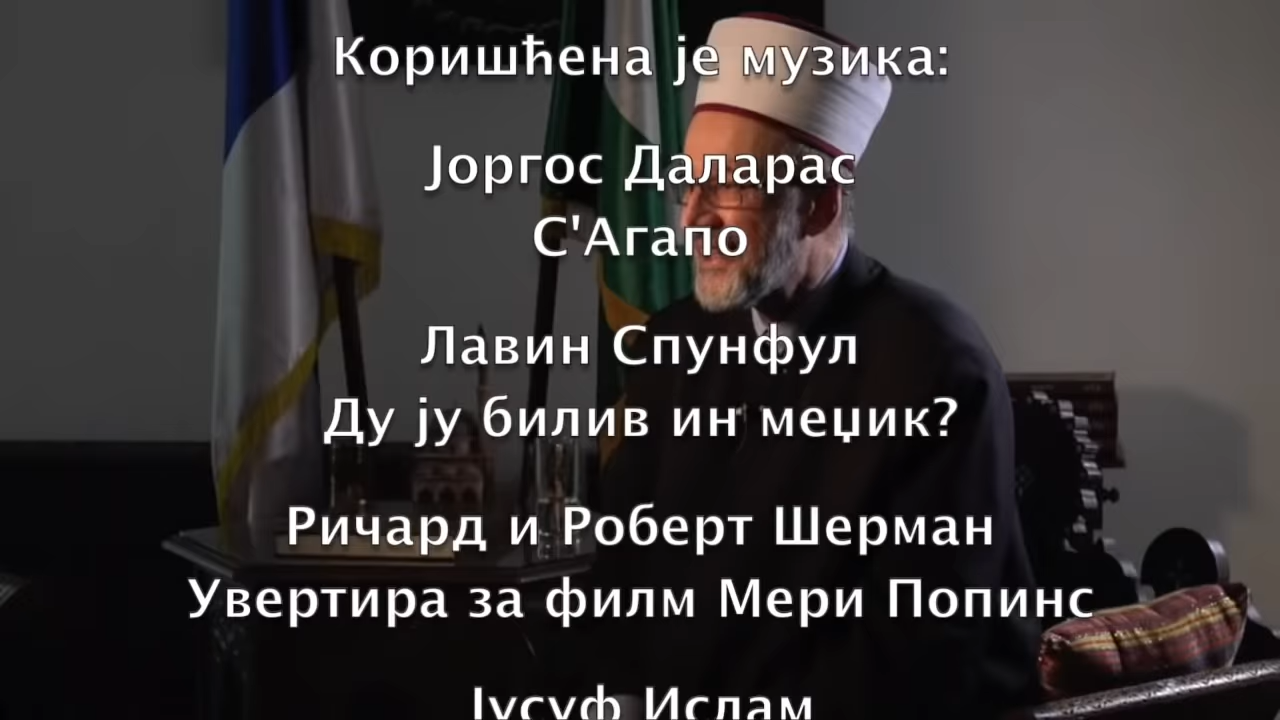 Коришћена је музика:
Јоргос Даларас
С'Агапо
Лавин Спунфул
Ду ју билив ин меџик?
Ричард и Роберт Шерман
Увертира за филм Мери Попинс
Јусуф Ислам